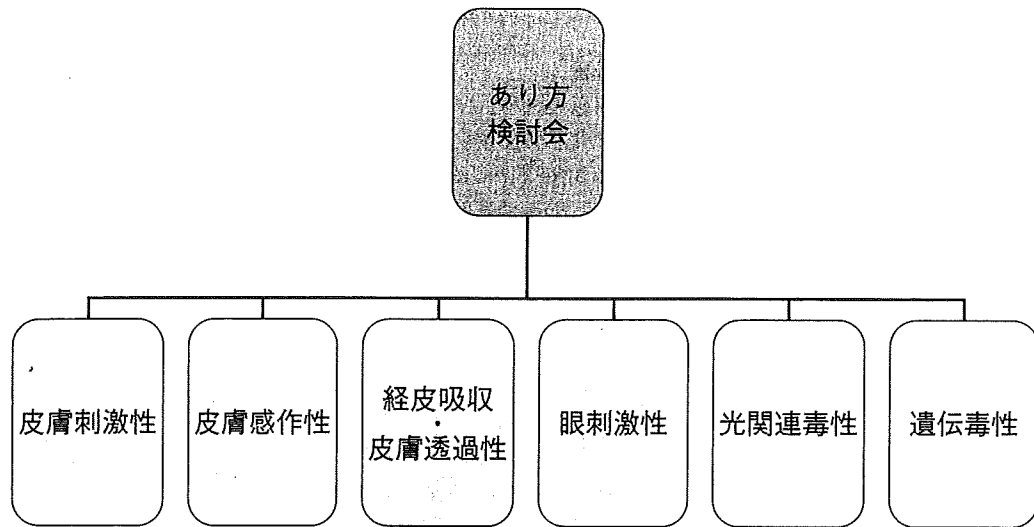 あり方
検討会
皮膚刺激性
皮膚感作性
経皮吸収
・
皮膚透過性
眼刺激性
光関連毒性
遺伝毒性